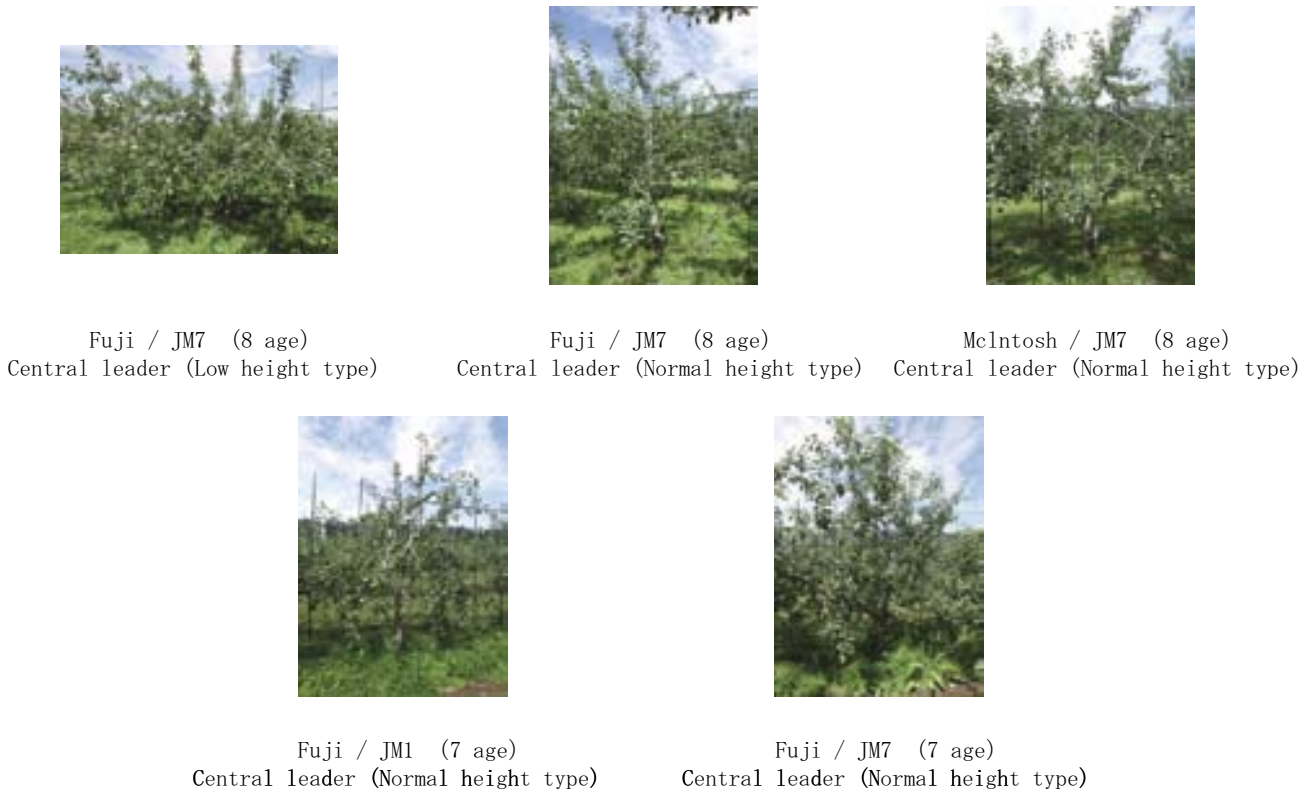 Fuji / JM7 (8 age)
Central leader (Low height type)
Fuji / JM7 (8 age)
Central leader (Normal height type)
McIntosh / JM7 (8 age)
Central leader (Normal height type)
Fuji / JM1 (7 age)
Central leader (Normal height type)
Fuji / JM7 (7 age)
Central leader (Normal height type)